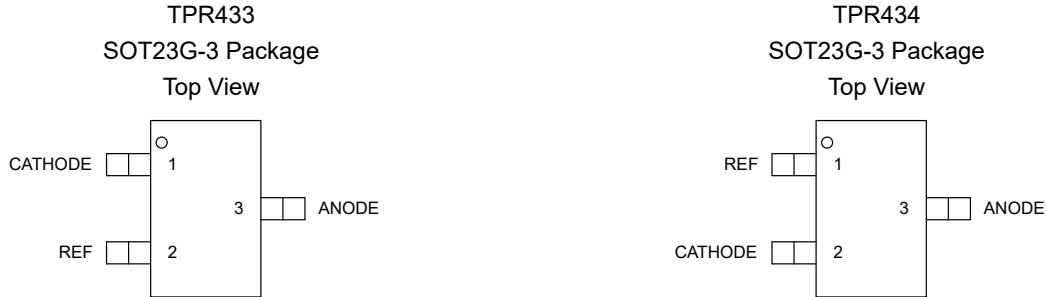 TPR433
SOT23G-3 Package
Top View
CATHODE
1
3
ANODE
REF
2
TPR434
SOT23G-3 Package
Top View
REF
1
3
ANODE
CATHODE
2